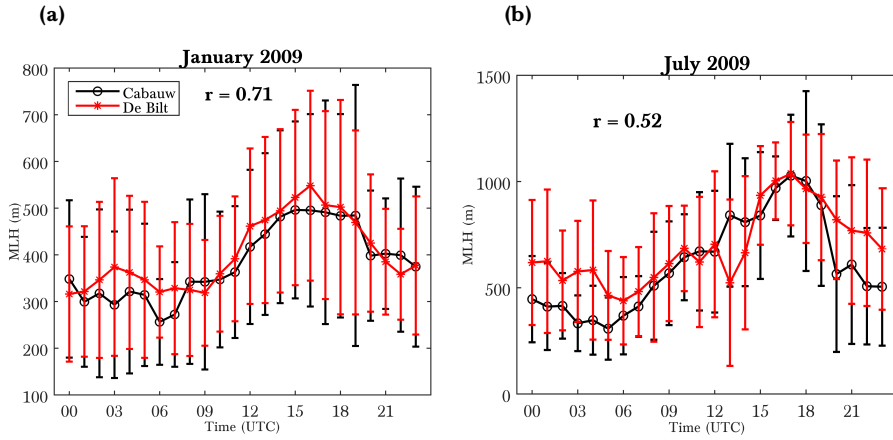 (a)
January 2009
800
700
600
500
400
300
200
100
MLH (m)
Cabauw
De Bilt
r = 0.71
00 03 06 09 12 15 18 21
Time (UTC)
(b)
July 2009
1500
1000
500
0
MLH (m)
r = 0.52
00 03 06 09 12 15 18 21
Time (UTC)